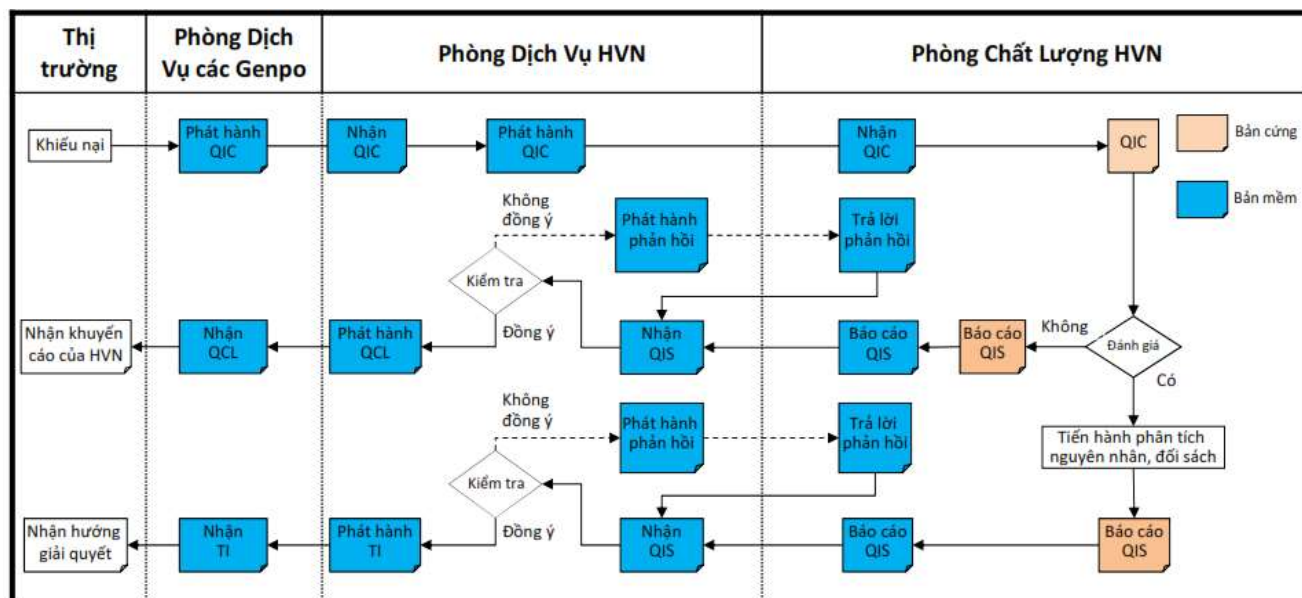 Thị
trường
Phòng Dịch
Vụ các Genpo
Phòng Dịch Vụ HVN
Phòng Chất Lượng HVN
Khiếu nại
Phát hành
QIC
Nhận
QIC
Phát hành
QIC
Nhận
QIC
QIC
Bản cứng
Bản mềm
Không
đồng ý
Phát hành
phản hồi
Trả lời
phản hồi
Kiểm tra
Đồng ý
Nhận khuyến
cáo của HVN
Nhận
QCL
Phát hành
QCL
Nhận
QIS
Báo cáo
QIS
Báo cáo
QIS
Không
Đánh giá
Có
Không
đồng ý
Phát hành
phản hồi
Trả lời
phản hồi
Tiến hành phân tích
nguyên nhân, đối sách
Kiểm tra
Đồng ý
Nhận hướng
giải quyết
Nhận
TI
Phát hành
TI
Nhận
QIS
Báo cáo
QIS
Báo cáo
QIS